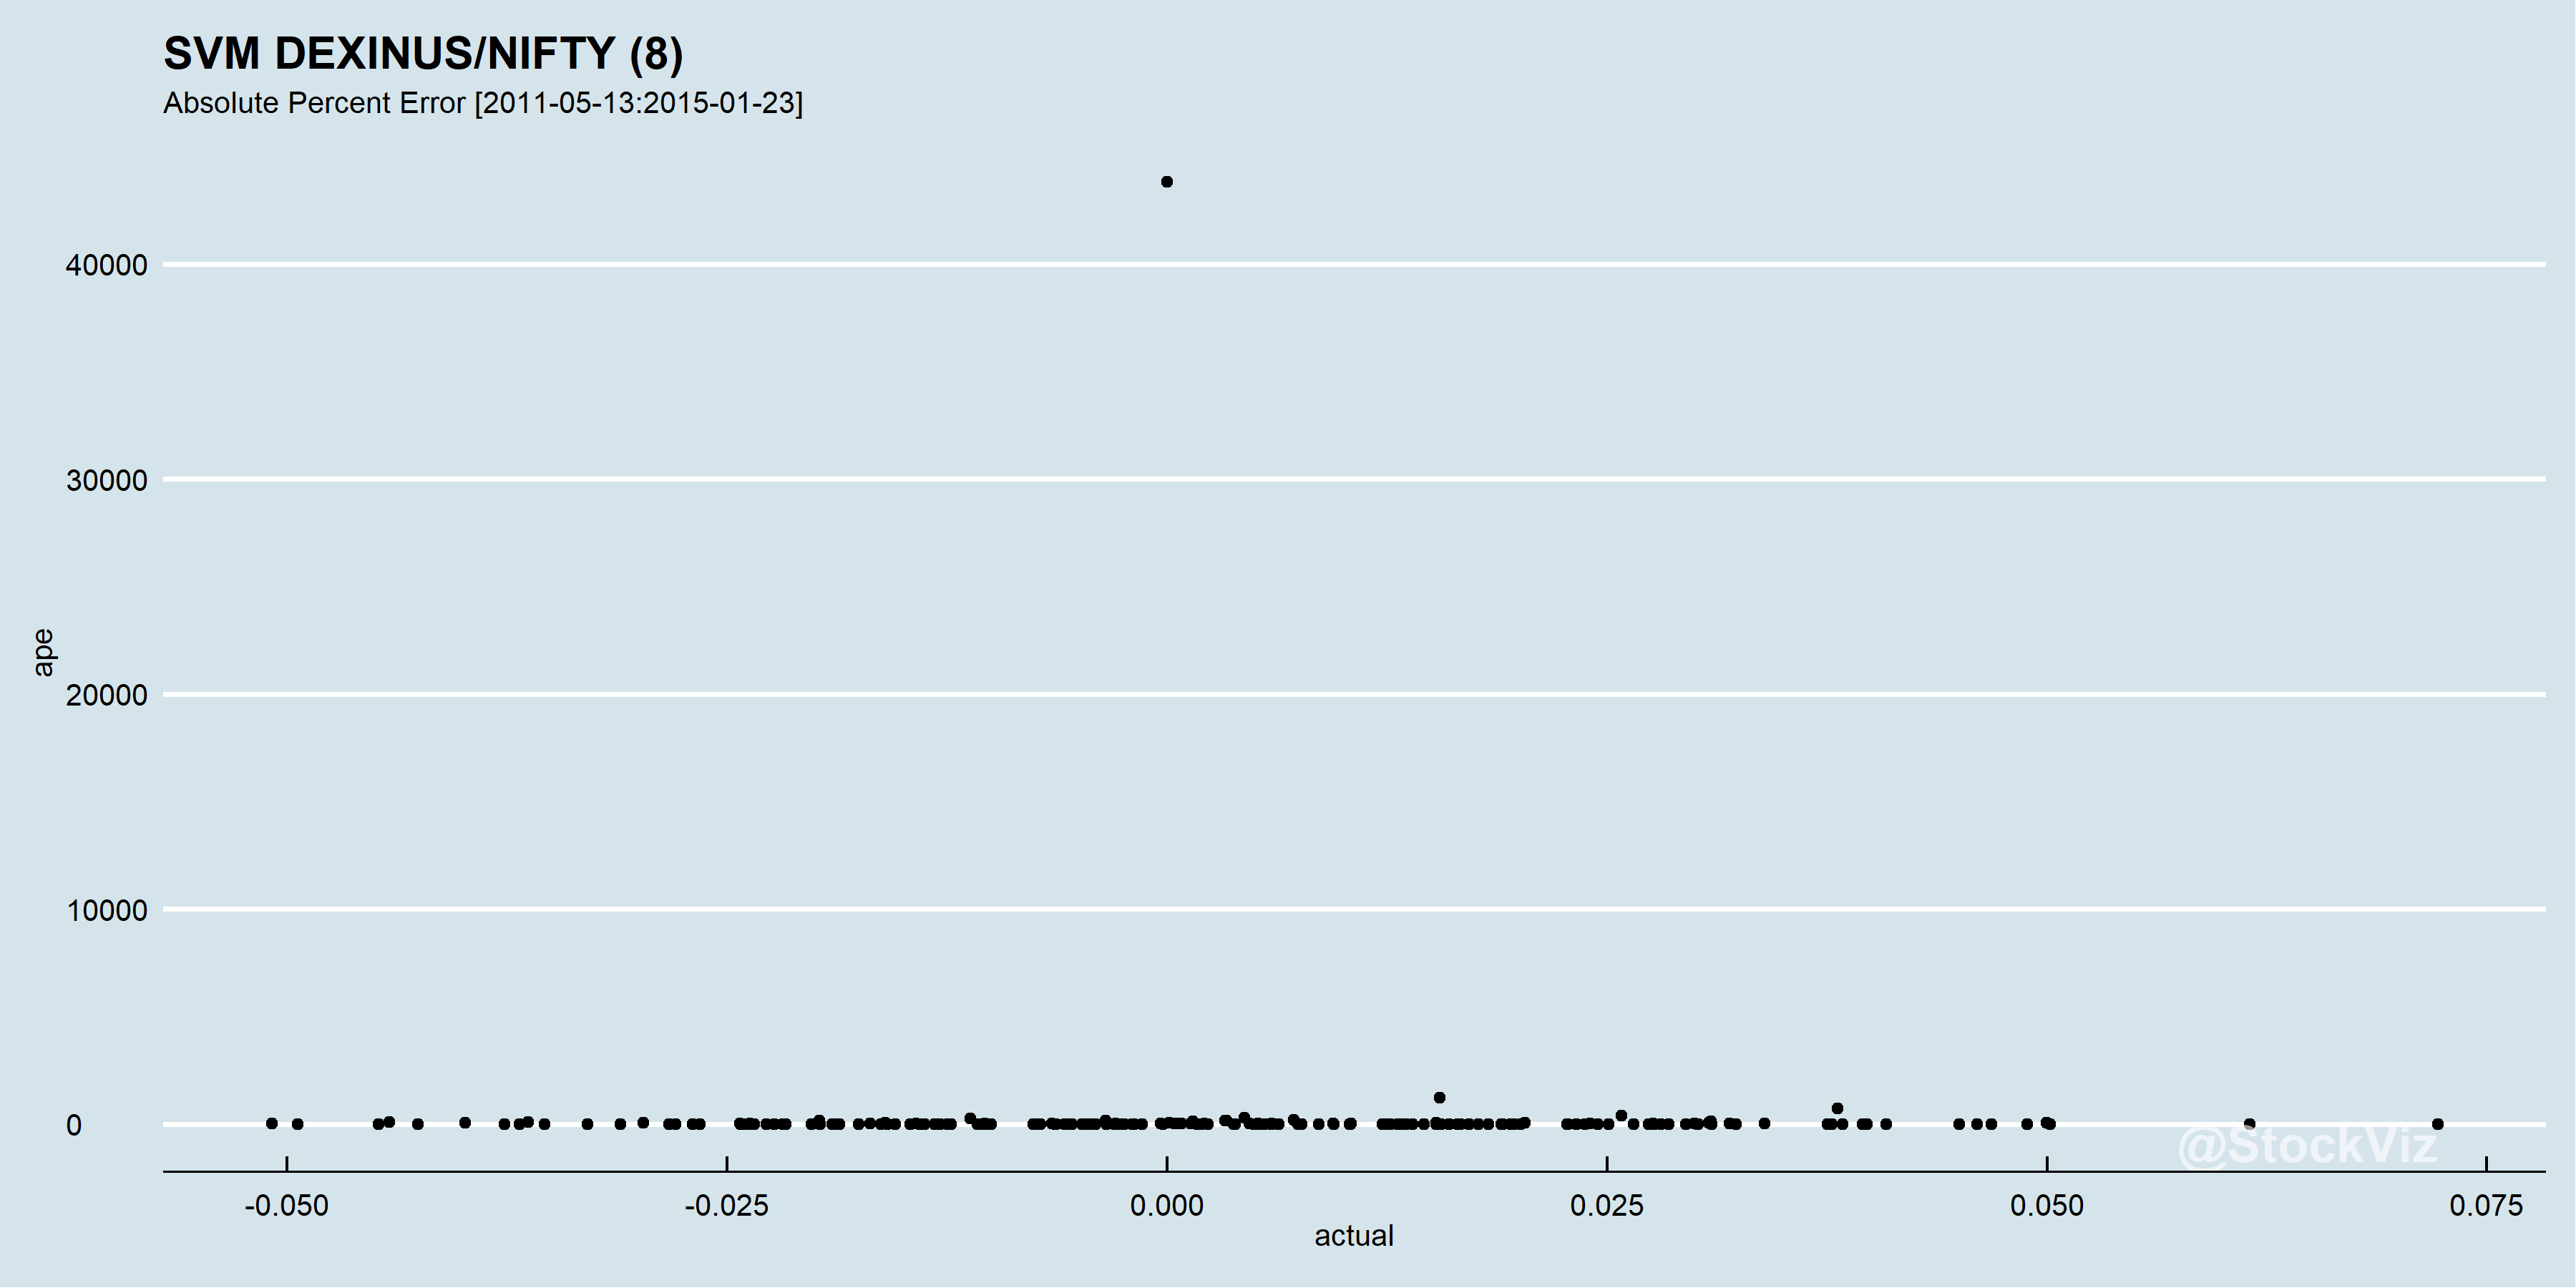 SVM DEXINUS/NIFTY (8)
Absolute Percent Error [2011-05-13:2015-01-23]
40000
30000
20000
10000
0
ape
-0.050
-0.025
0.000
0.025
0.050
0.075
actual
@StockViz